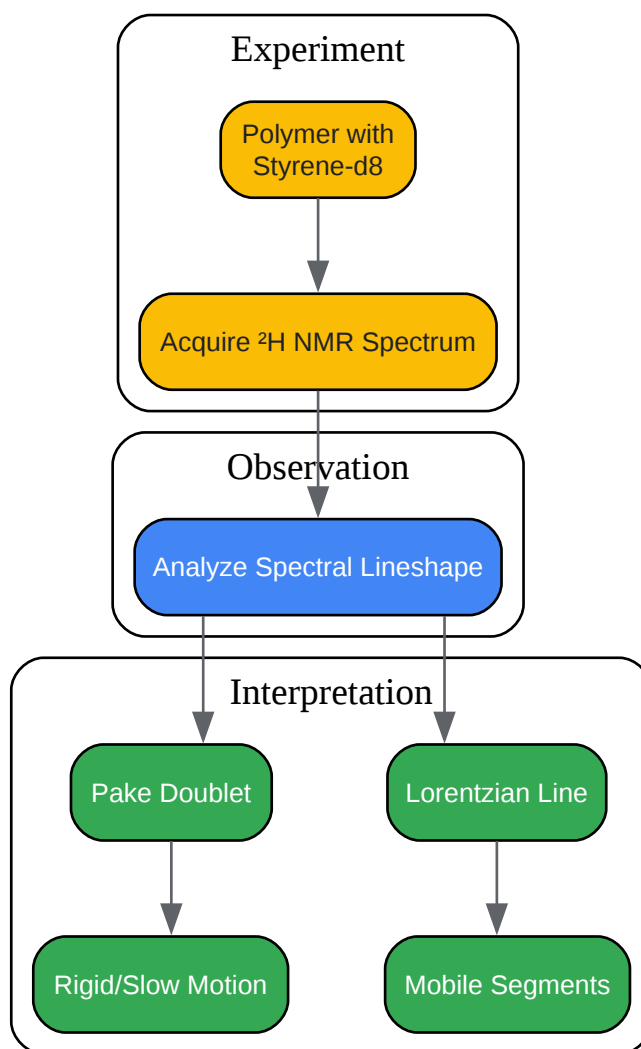 Experiment
Polymer with
Styrene-d8
Acquire ²H NMR Spectrum
Observation
Analyze Spectral Lineshape
Interpretation
Pake Doublet
Lorentzian Line
Rigid/Slow Motion
Mobile Segments